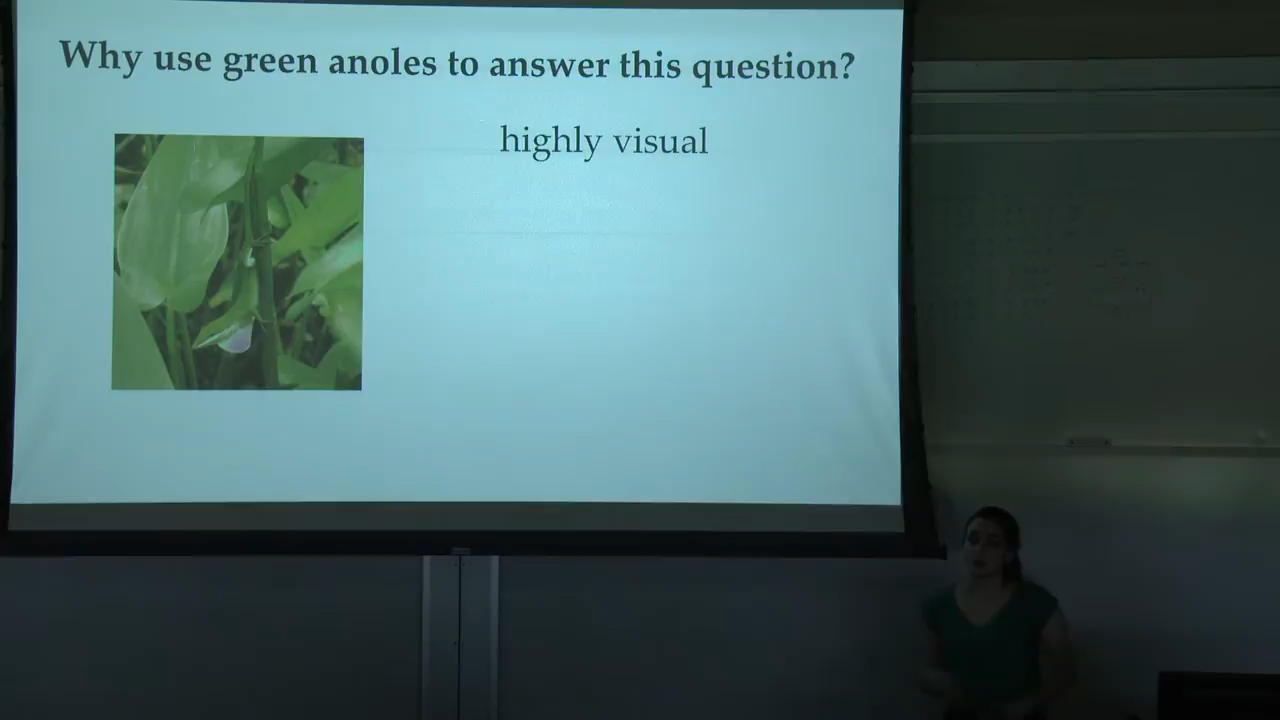 Why use green anoles to answer this question?
highly visual